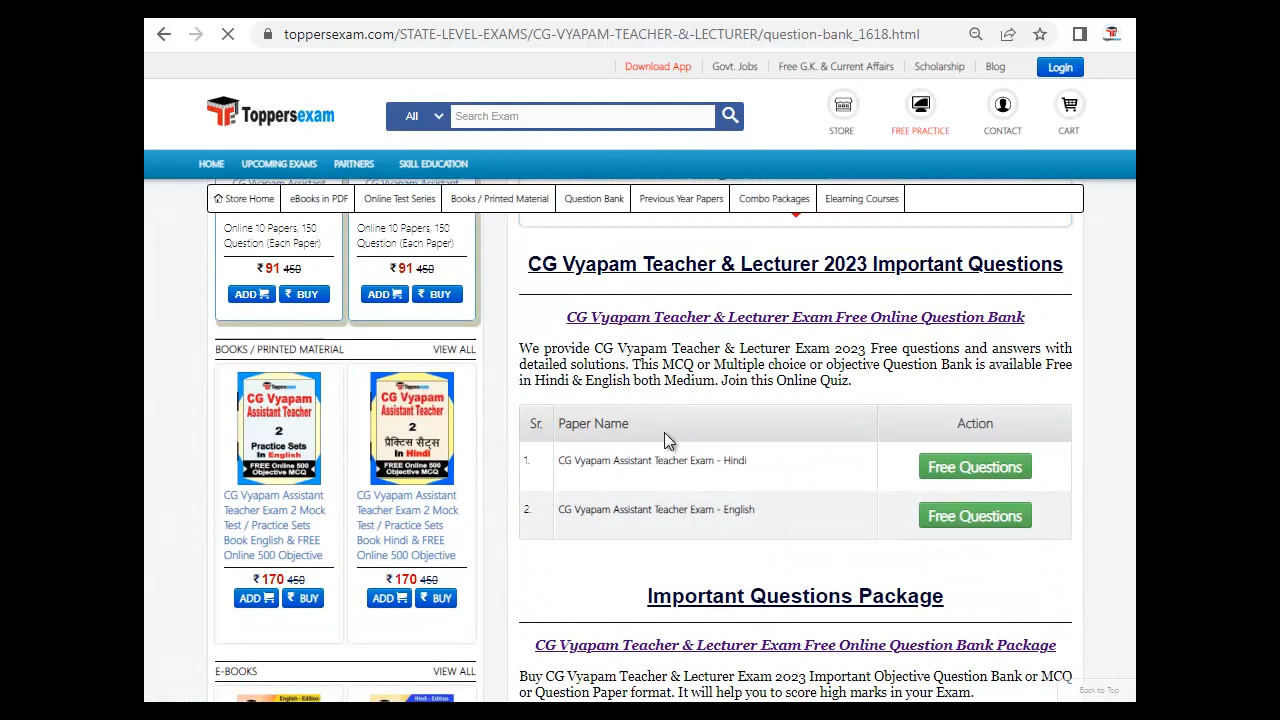 toppersexam.com/STATE-LEVEL-EXAMS/CG-VYAPAM-TEACHER-&-LECTURER/question-bank_1618.html
Download App Govt. Jobs Free G.K. & Current Affairs Scholarship Blog Login
Toppersexam
All Search Exam
STORE FREE PRACTICE CONTACT CART
HOME UPCOMING EXAMS PARTNERS SKILL EDUCATION
Store Home eBooks in PDF Online Test Series Books / Printed Material Question Bank Previous Year Papers Combo Packages Elearning Courses
Online 10 Papers, 150
Question (Each Paper)
₹ 91 450
ADD ₹ BUY
Online 10 Papers, 150
Question (Each Paper)
₹ 91 450
ADD ₹ BUY
BOOKS / PRINTED MATERIAL VIEW ALL
Toppersexam
CG Vyapam
Assistant Teacher
2
Practice Sets
In English
FREE Online 500
Objective MCQ
CG Vyapam Assistant
Teacher Exam 2 Mock
Test / Practice Sets
Book English & FREE
Online 500 Objective
₹ 170 450
ADD ₹ BUY
Toppersexam
CG Vyapam
Assistant Teacher
2
प्रैक्टिस सैट्स
In Hindi
FREE Online 500
Objective MCQ
CG Vyapam Assistant
Teacher Exam 2 Mock
Test / Practice Sets
Book Hindi & FREE
Online 500 Objective
₹ 170 450
ADD ₹ BUY
E-BOOKS VIEW ALL
English - Edition
Hindi - Edition
CG Vyapam Teacher & Lecturer 2023 Important Questions
CG Vyapam Teacher & Lecturer Exam Free Online Question Bank
We provide CG Vyapam Teacher & Lecturer Exam 2023 Free questions and answers with
detailed solutions. This MCQ or Multiple choice or objective Question Bank is available Free
in Hindi & English both Medium. Join this Online Quiz.
Sr. Paper Name Action
1. CG Vyapam Assistant Teacher Exam - Hindi Free Questions
2. CG Vyapam Assistant Teacher Exam - English Free Questions
Important Questions Package
CG Vyapam Teacher & Lecturer Exam Free Online Question Bank Package
Buy CG Vyapam Teacher & Lecturer Exam 2023 Important Objective Question Bank or MCQ
or Question Paper format. It will help you to score high marks in your Exam.
Back to Top